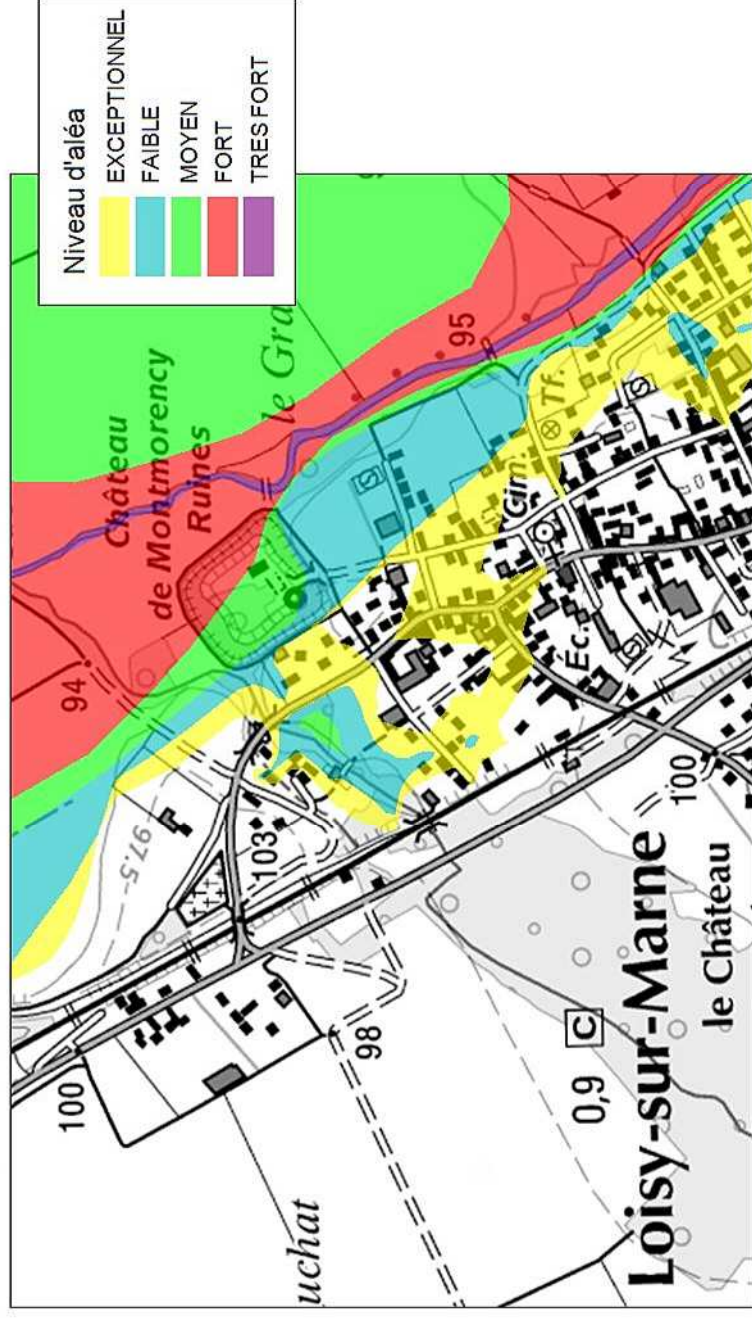 Niveau d'aléa
EXCEPTIONNEL
FAIBLE
MOYEN
FORT
TRES FORT
Château
de Montmorency
Ruines
le Gra
94
95
97.5
103
Tf.
Cim.
Éc.
S
S
S
100
98
100
uchat
0,9 C
Loisy-sur-Marne
le Château